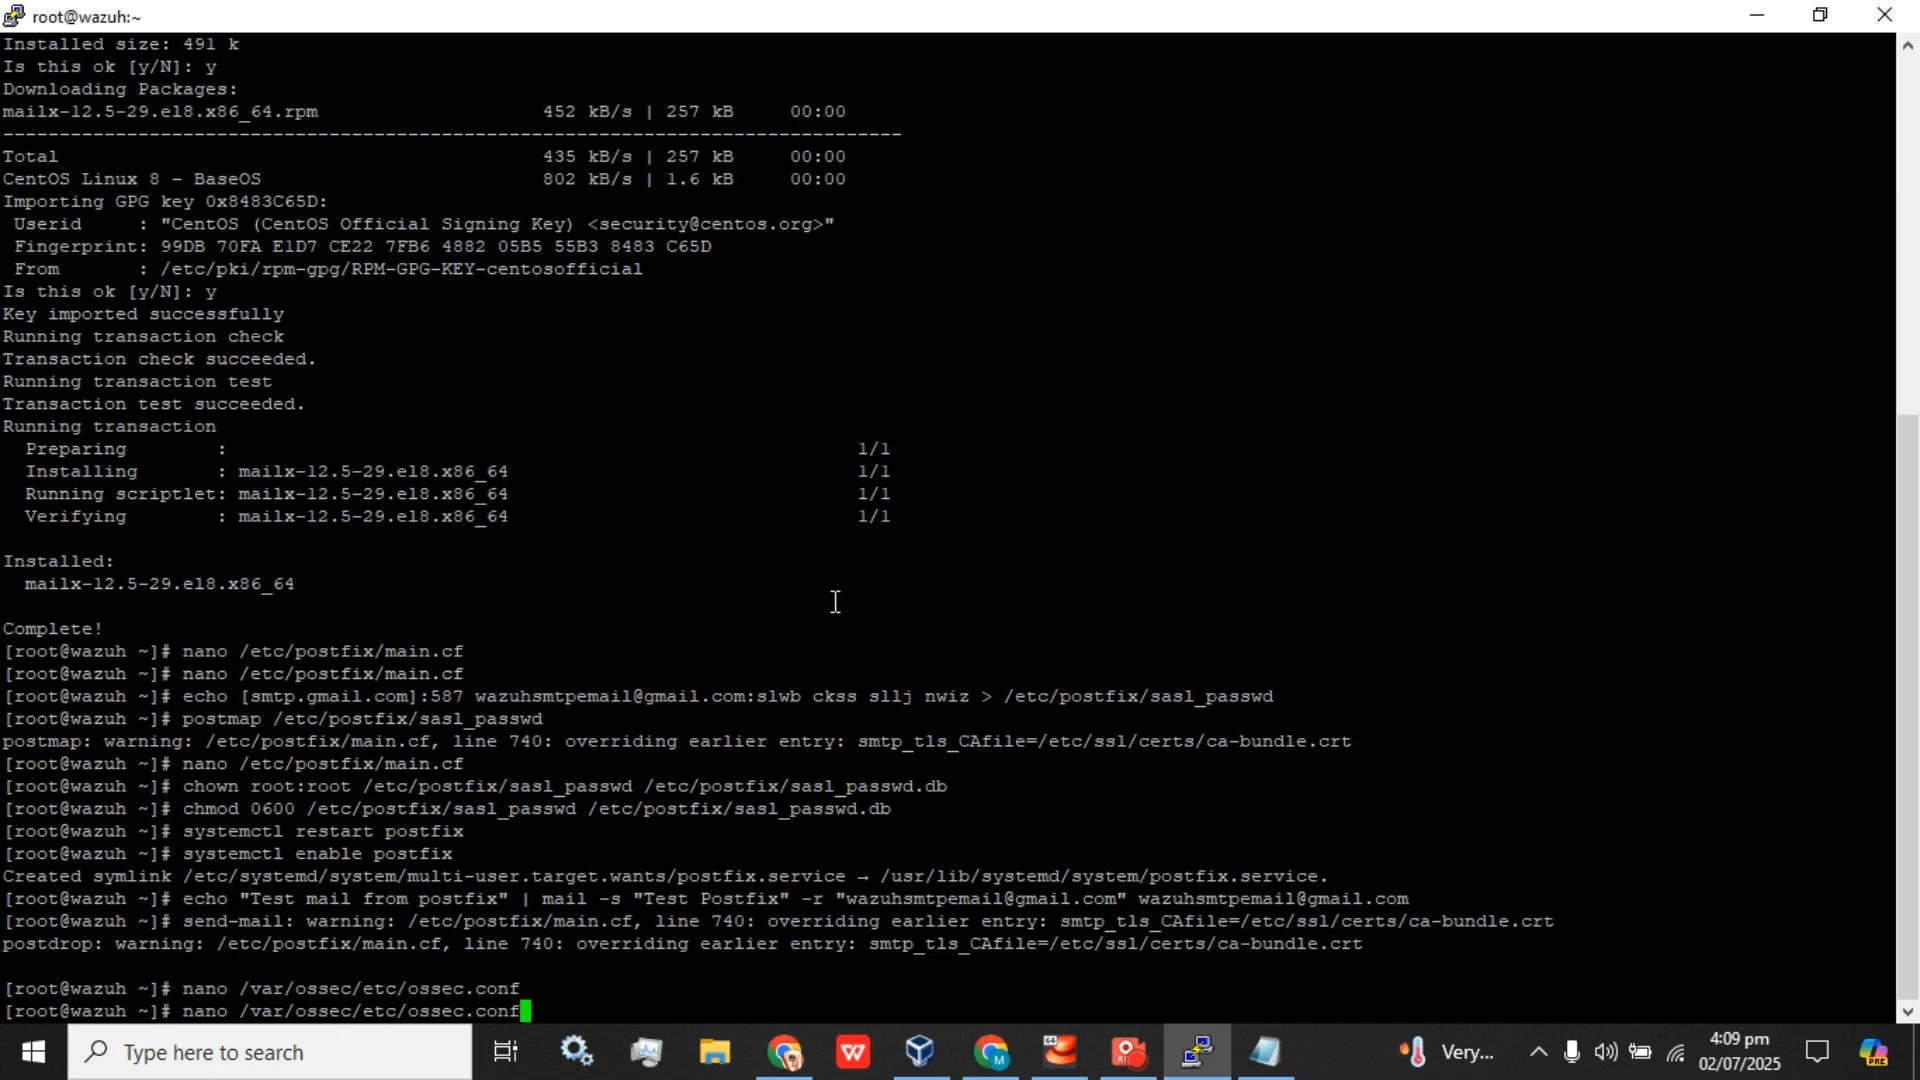 root@wazuh:~
Installed size: 491 k
Is this ok [y/N]: y
Downloading Packages:
mailx-12.5-29.el8.x86_64.rpm 452 kB/s | 257 kB 00:00
--------------------------------------------------------------------------------
Total 435 kB/s | 257 kB 00:00
CentOS Linux 8 - BaseOS 802 kB/s | 1.6 kB 00:00
Importing GPG key 0x8483C65D:
Userid : "CentOS (CentOS Official Signing Key) <security@centos.org>"
Fingerprint: 99DB 70FA E1D7 CE22 7FB6 4882 05B5 55B3 8483 C65D
From : /etc/pki/rpm-gpg/RPM-GPG-KEY-centosofficial
Is this ok [y/N]: y
Key imported successfully
Running transaction check
Transaction check succeeded.
Running transaction test
Transaction test succeeded.
Running transaction
Preparing : 1/1
Installing : mailx-12.5-29.el8.x86_64 1/1
Running scriptlet: mailx-12.5-29.el8.x86_64 1/1
Verifying : mailx-12.5-29.el8.x86_64 1/1
Installed:
mailx-12.5-29.el8.x86_64
Complete!
[root@wazuh ~]# nano /etc/postfix/main.cf
[root@wazuh ~]# nano /etc/postfix/main.cf
[root@wazuh ~]# echo [smtp.gmail.com]:587 wazuhsmtpemail@gmail.com:slwb ckss sllj nwiz > /etc/postfix/sasl_passwd
[root@wazuh ~]# postmap /etc/postfix/sasl_passwd
postmap: warning: /etc/postfix/main.cf, line 740: overriding earlier entry: smtp_tls_CAfile=/etc/ssl/certs/ca-bundle.crt
[root@wazuh ~]# nano /etc/postfix/main.cf
[root@wazuh ~]# chown root:root /etc/postfix/sasl_passwd /etc/postfix/sasl_passwd.db
[root@wazuh ~]# chmod 0600 /etc/postfix/sasl_passwd /etc/postfix/sasl_passwd.db
[root@wazuh ~]# systemctl restart postfix
[root@wazuh ~]# systemctl enable postfix
Created symlink /etc/systemd/system/multi-user.target.wants/postfix.service → /usr/lib/systemd/system/postfix.service.
[root@wazuh ~]# echo "Test mail from postfix" | mail -s "Test Postfix" -r "wazuhsmtpemail@gmail.com" wazuhsmtpemail@gmail.com
[root@wazuh ~]# send-mail: warning: /etc/postfix/main.cf, line 740: overriding earlier entry: smtp_tls_CAfile=/etc/ssl/certs/ca-bundle.crt
postdrop: warning: /etc/postfix/main.cf, line 740: overriding earlier entry: smtp_tls_CAfile=/etc/ssl/certs/ca-bundle.crt
[root@wazuh ~]# nano /var/ossec/etc/ossec.conf
[root@wazuh ~]# nano /var/ossec/etc/ossec.conf
Type here to search
Very...
4:09 pm
02/07/2025